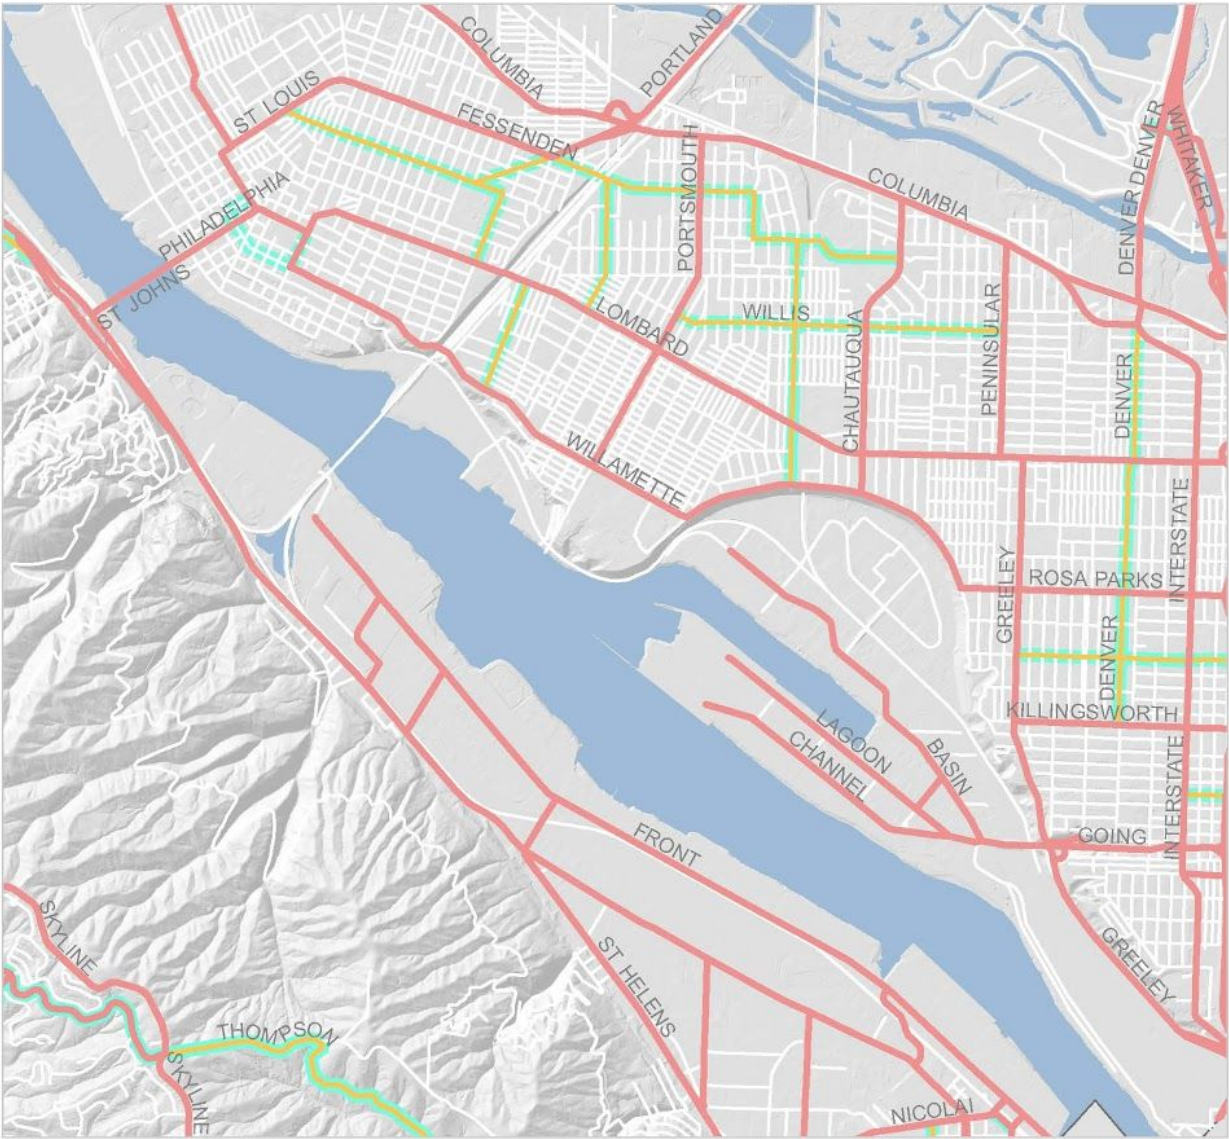 COLUMBIA
PORTLAND
ST LOUIS
FESSENDEN
PORTSMOUTH
DENVER DENVER
WHITAKER
COLUMBIA
PHILADELPHIA
ST JOHNS
LOMBARD
WILLIS
CHAUTAUQUA
PENINSULAR
DENVER
WILLAMETTE
INTERSTATE
GREELEY
ROSA PARKS
DENVER
KILLINGSWORTH
LAGOON
CHANNEL
BASIN
INTERSTATE
GOING
FRONT
SKYLINE
ST HELENS
GREELEY
THOMPSON
SKYLINE
NICOLAI